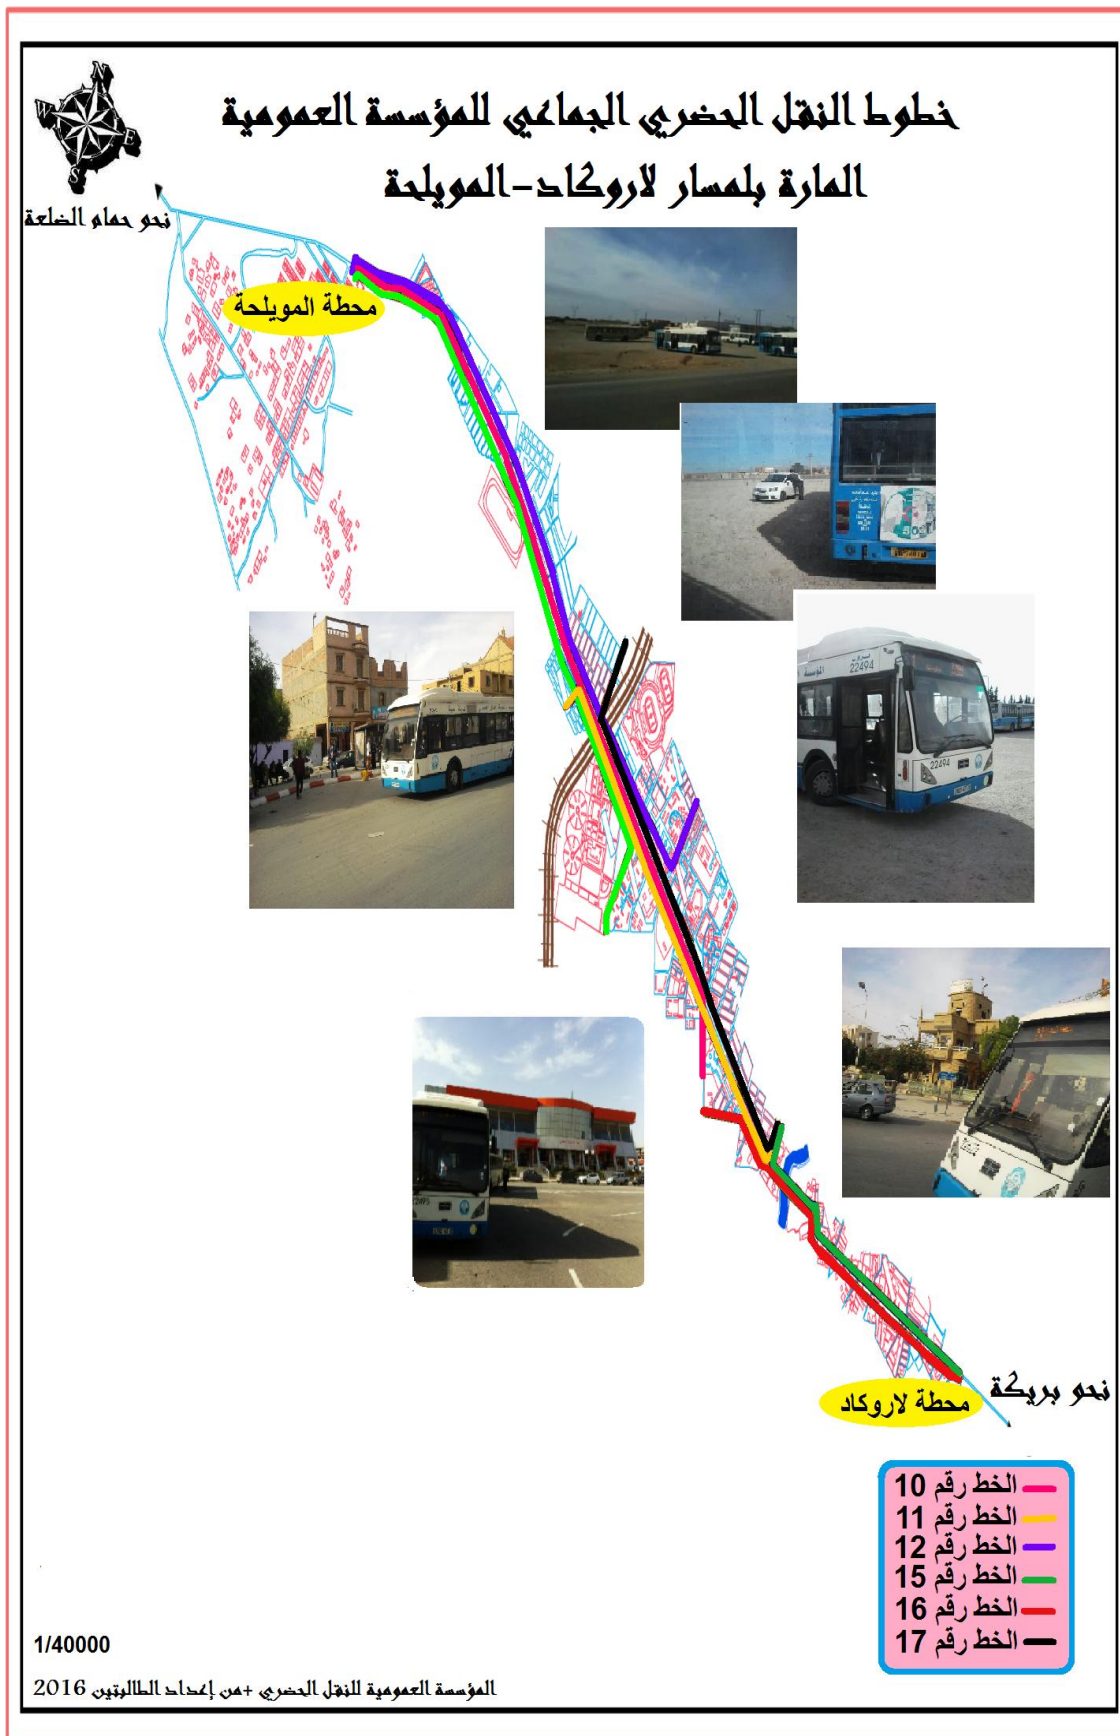 خطوط النقل الحضري الجماعي للمؤسسة العمومية
المارة بلمسار لاروكاد-المويلحة
N
W
E
S
نحو حمام الضلعة
محطة المويلحة
22494
22494
نحو بريكة
محطة لاروكاد
الخط رقم 10
الخط رقم 11
الخط رقم 12
الخط رقم 15
الخط رقم 16
الخط رقم 17
1/40000
المؤسسة العمومية للنقل الحضري +من إعداد الطالبتين 2016